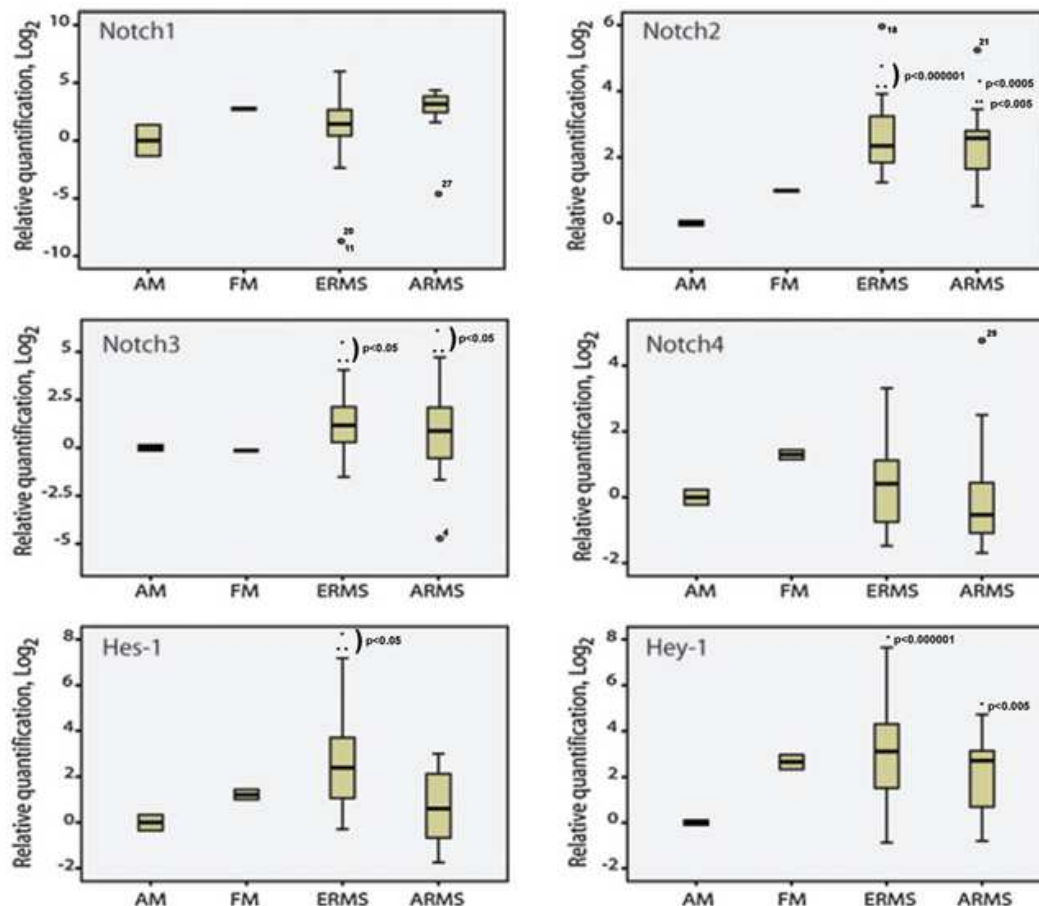 Notch1
Relative quantification, Log2
10
5
0
-5
-10
20
11
27
AM FM ERMS ARMS
Notch2
Relative quantification, Log2
6
4
2
0
18
p<0.000001
21
p<0.0005
p<0.005
AM FM ERMS ARMS
Notch3
Relative quantification, Log2
5
2.5
0
-2.5
-5
p<0.05
p<0.05
4
AM FM ERMS ARMS
Notch4
Relative quantification, Log2
4
2
0
-2
29
AM FM ERMS ARMS
Hes-1
Relative quantification, Log2
8
6
4
2
0
-2
p<0.05
AM FM ERMS ARMS
Hey-1
Relative quantification, Log2
8
6
4
2
0
-2
p<0.000001
p<0.005
AM FM ERMS ARMS